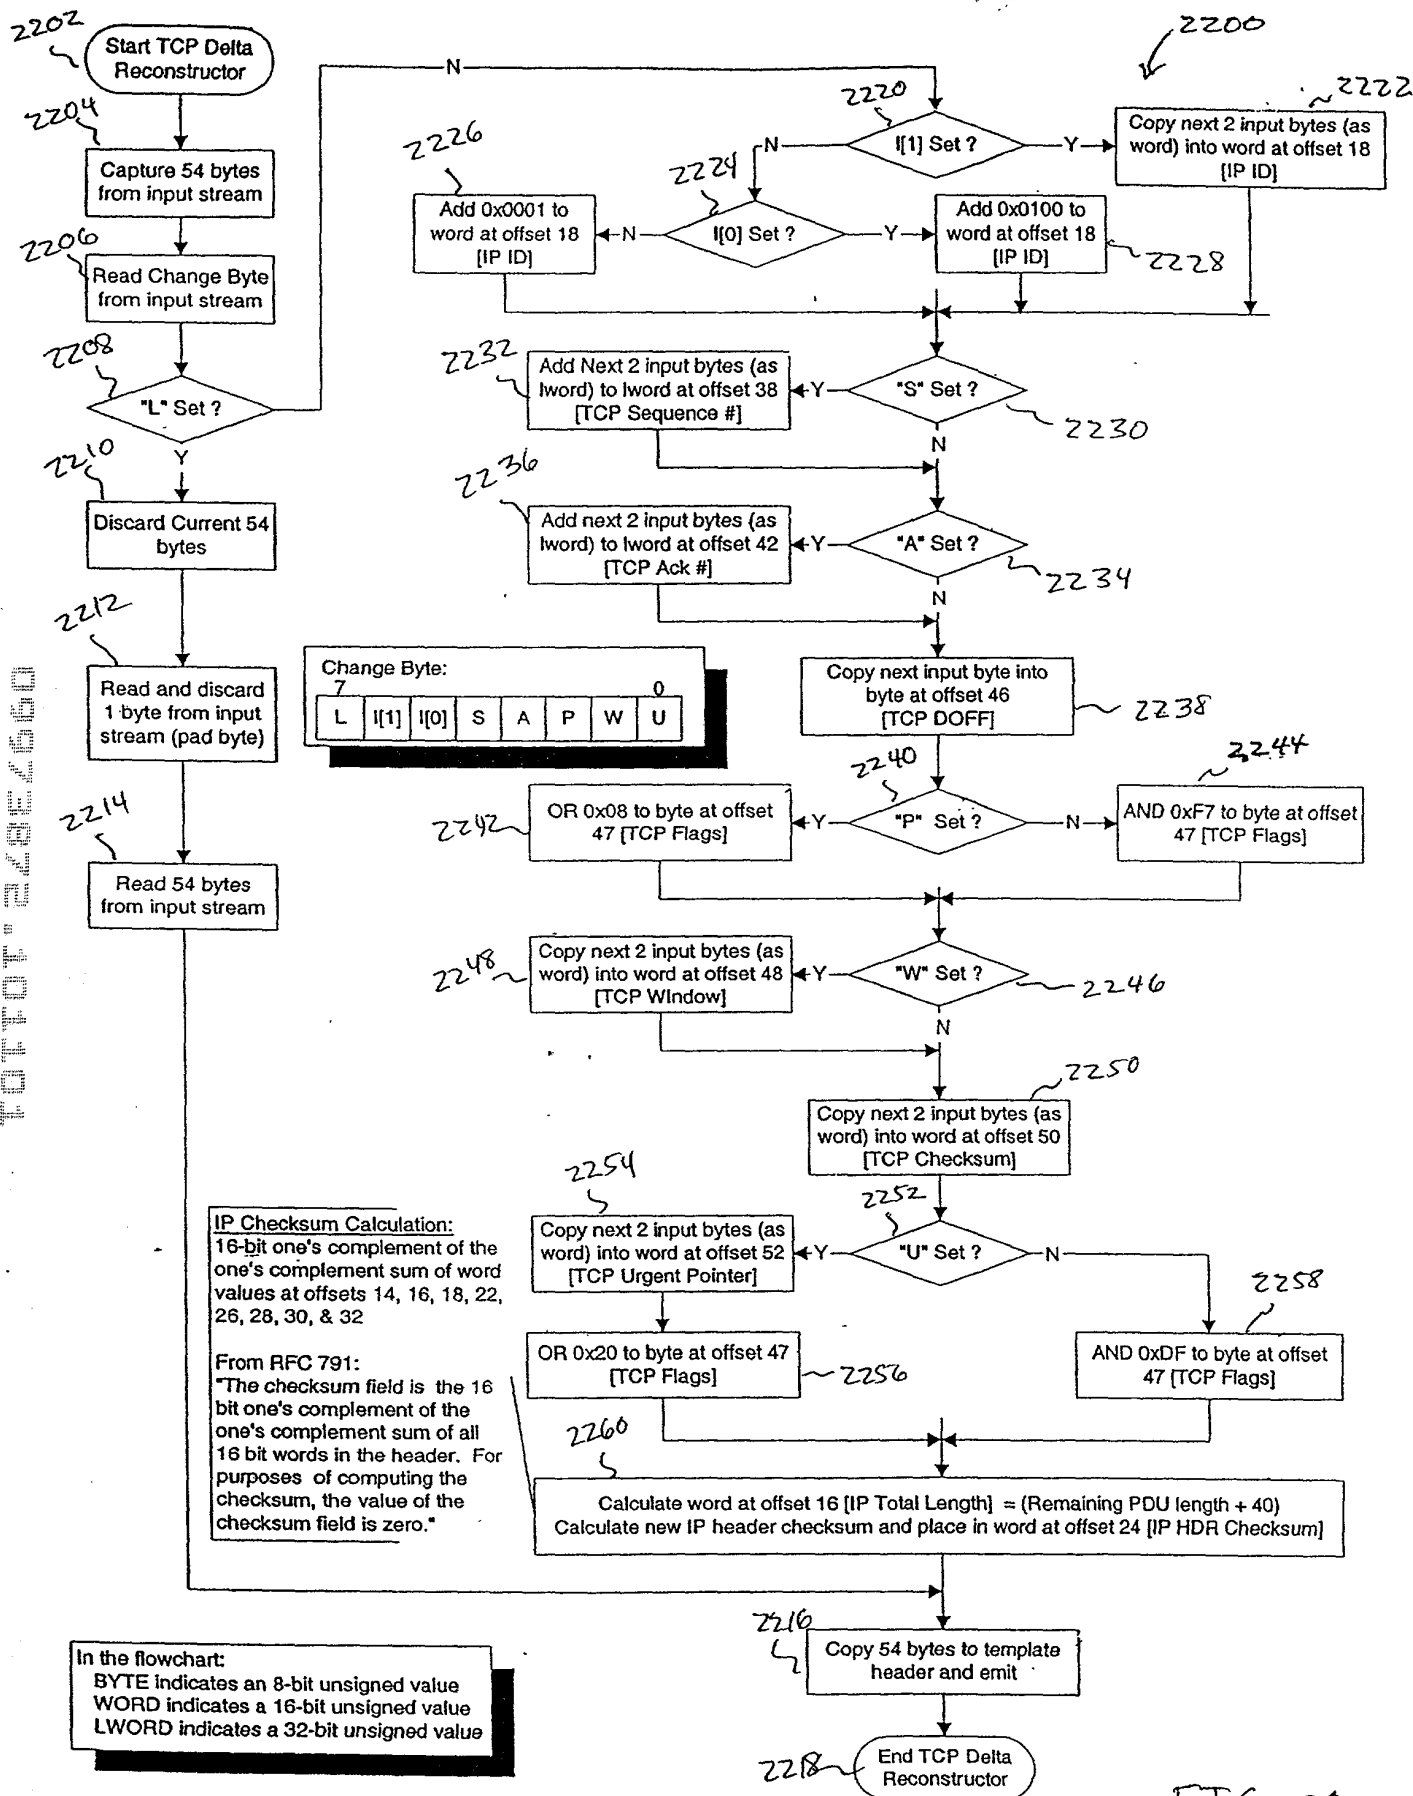 2202
Start TCP Delta
Reconstructor
2204
Capture 54 bytes
from input stream
2206
Read Change Byte
from input stream
2208
"L" Set ?
N
Y
2210
Discard Current 54
bytes
2212
Read and discard
1 byte from input
stream (pad byte)
2214
Read 54 bytes
from input stream
2200
2220
I[1] Set ?
N
Y
2222
Copy next 2 input bytes (as
word) into word at offset 18
[IP ID]
2224
I[0] Set ?
N
Y
2226
Add 0x0001 to
word at offset 18
[IP ID]
Add 0x0100 to
word at offset 18
[IP ID]
2228
2232
Add Next 2 input bytes (as
lword) to lword at offset 38
[TCP Sequence #]
Y
"S" Set ?
2230
N
2236
Add next 2 input bytes (as
lword) to lword at offset 42
[TCP Ack #]
Y
"A" Set ?
2234
N
Change Byte:
7 0
L I[1] I[0] S A P W U
Copy next input byte into
byte at offset 46
[TCP DOFF]
2238
2240
"P" Set ?
Y
N
2242
OR 0x08 to byte at offset
47 [TCP Flags]
2244
AND 0xF7 to byte at offset
47 [TCP Flags]
2248
Copy next 2 input bytes (as
word) into word at offset 48
[TCP Window]
Y
"W" Set ?
2246
N
2250
Copy next 2 input bytes (as
word) into word at offset 50
[TCP Checksum]
2254
Copy next 2 input bytes (as
word) into word at offset 52
[TCP Urgent Pointer]
2252
Y
"U" Set ?
N
OR 0x20 to byte at offset 47
[TCP Flags]
2256
2258
AND 0xDF to byte at offset
47 [TCP Flags]
IP Checksum Calculation:
16-bit one's complement of the
one's complement sum of word
values at offsets 14, 16, 18, 22,
26, 28, 30, & 32
From RFC 791:
"The checksum field is the 16
bit one's complement of the
one's complement sum of all
16 bit words in the header. For
purposes of computing the
checksum, the value of the
checksum field is zero."
2260
Calculate word at offset 16 [IP Total Length] = (Remaining PDU length + 40)
Calculate new IP header checksum and place in word at offset 24 [IP HDR Checksum]
2216
Copy 54 bytes to template
header and emit
2218
End TCP Delta
Reconstructor
In the flowchart:
BYTE indicates an 8-bit unsigned value
WORD indicates a 16-bit unsigned value
LWORD indicates a 32-bit unsigned value